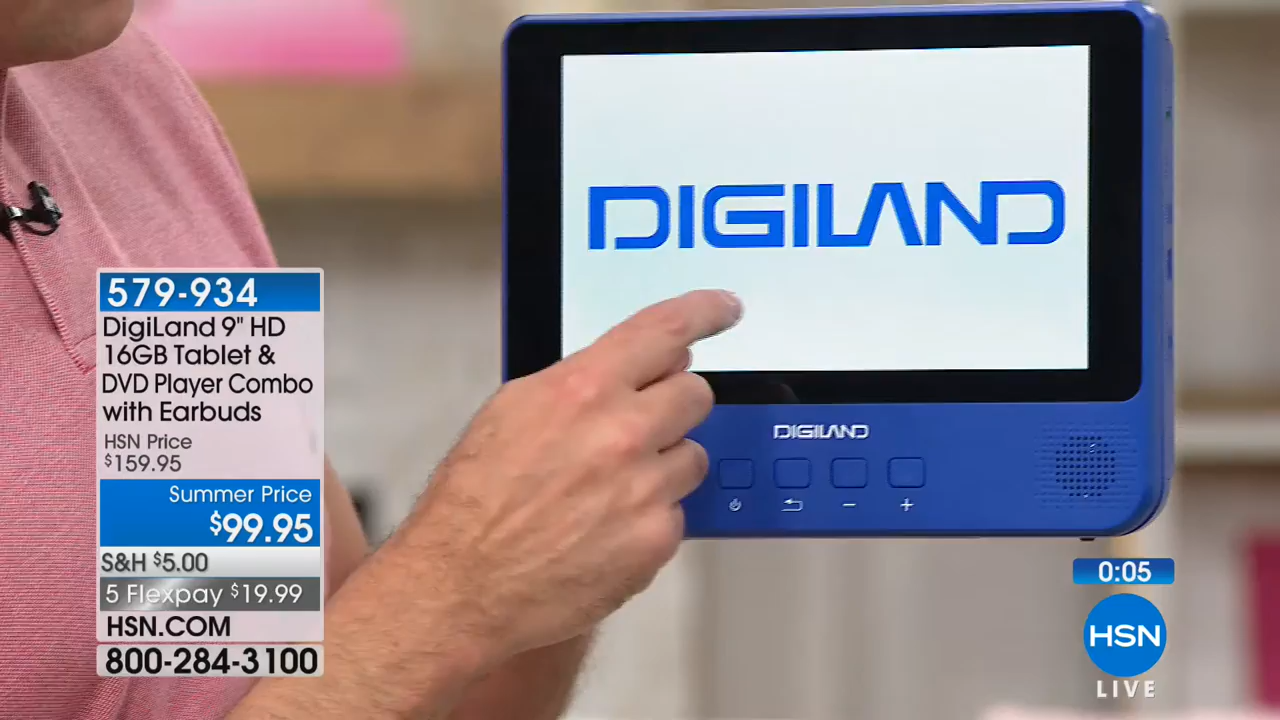 DIGILAND
DIGILAND
579-934
DigiLand 9" HD
16GB Tablet &
DVD Player Combo
with Earbuds
HSN Price
$159.95
Summer Price
$99.95
S&H $5.00
5 Flexpay $19.99
HSN.COM
800-284-3100
0:05
HSN
LIVE